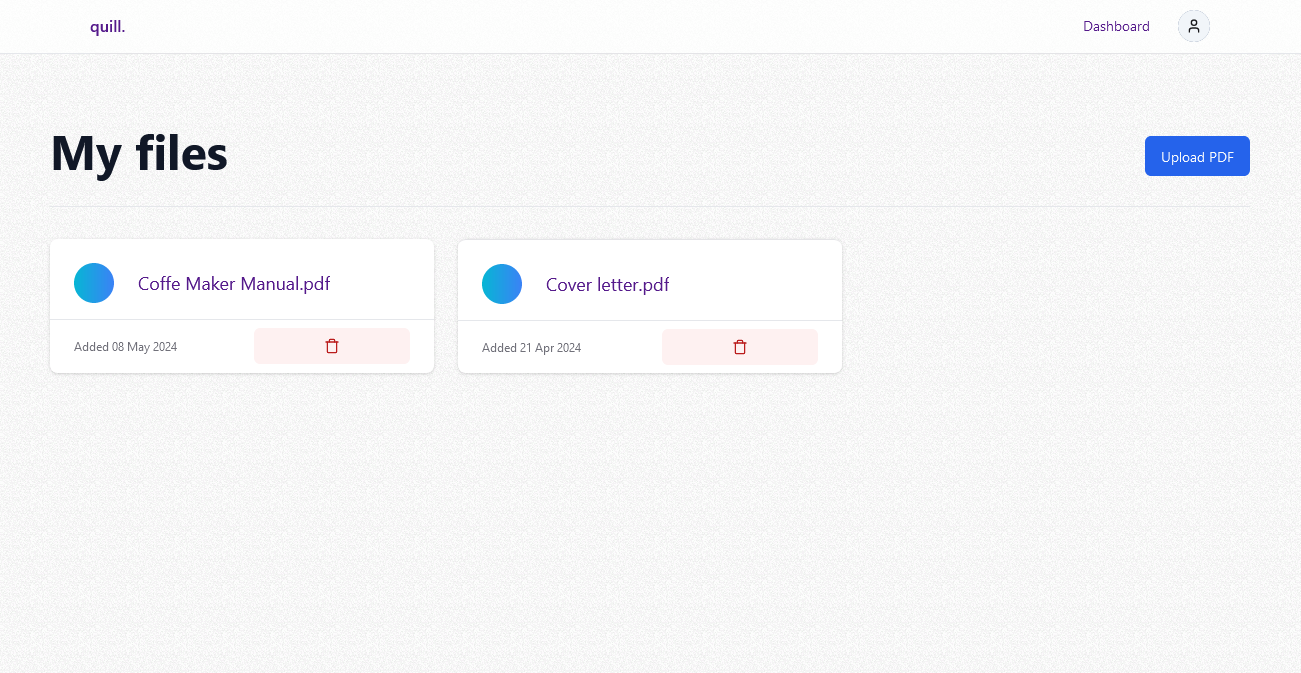 quill.
Dashboard
My files
Upload PDF
Coffe Maker Manual.pdf
Cover letter.pdf
Added 08 May 2024
Added 21 Apr 2024